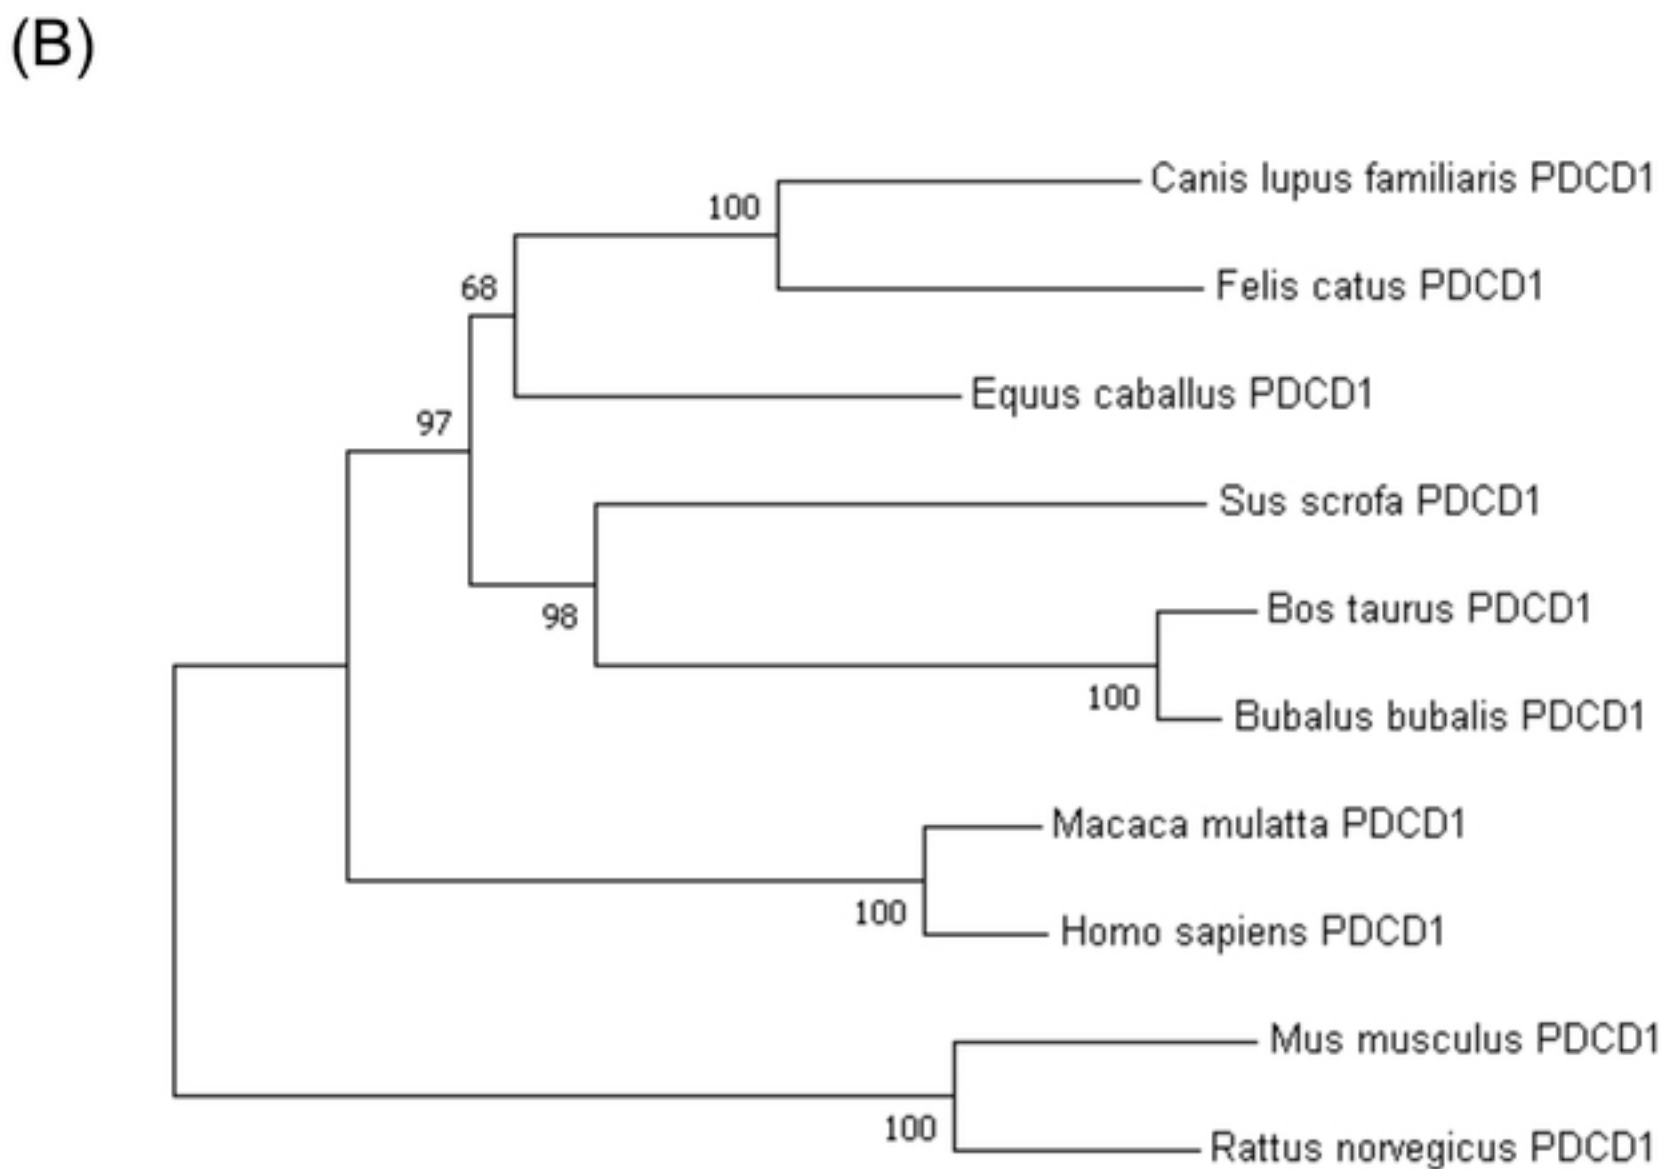 (B)
Canis lupus familiaris PDCD1
100
Felis catus PDCD1
68
Equus caballus PDCD1
97
Sus scrofa PDCD1
98
Bos taurus PDCD1
100
Bubalus bubalis PDCD1
Macaca mulatta PDCD1
100
Homo sapiens PDCD1
Mus musculus PDCD1
100
Rattus norvegicus PDCD1